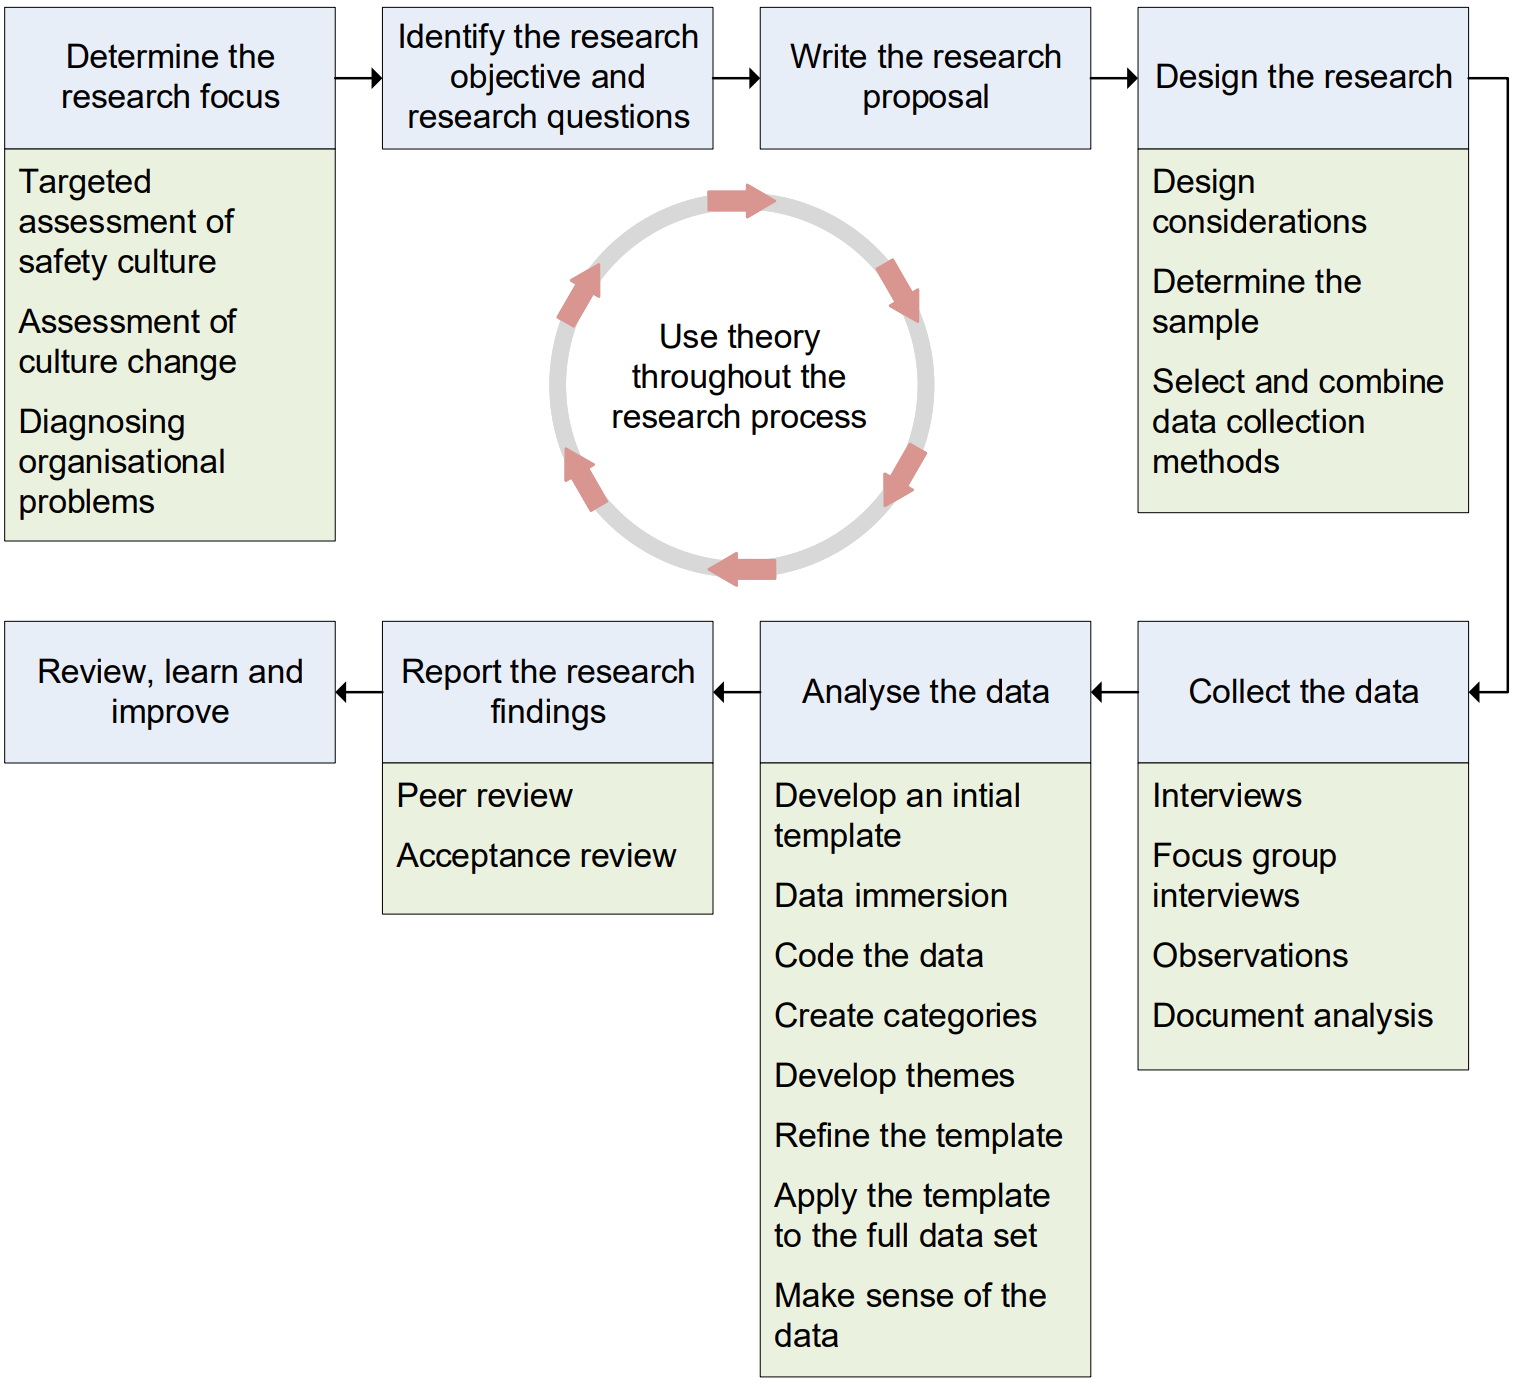 Determine the
research focus
Identify the research
objective and
research questions
Write the research
proposal
Design the research
Targeted
assessment of
safety culture
Assessment of
culture change
Diagnosing
organisational
problems
Use theory
throughout the
research process
Design
considerations
Determine the
sample
Select and combine
data collection
methods
Collect the data
Interviews
Focus group
interviews
Observations
Document analysis
Analyse the data
Develop an intial
template
Data immersion
Code the data
Create categories
Develop themes
Refine the template
Apply the template
to the full data set
Make sense of the
data
Report the research
findings
Peer review
Acceptance review
Review, learn and
improve